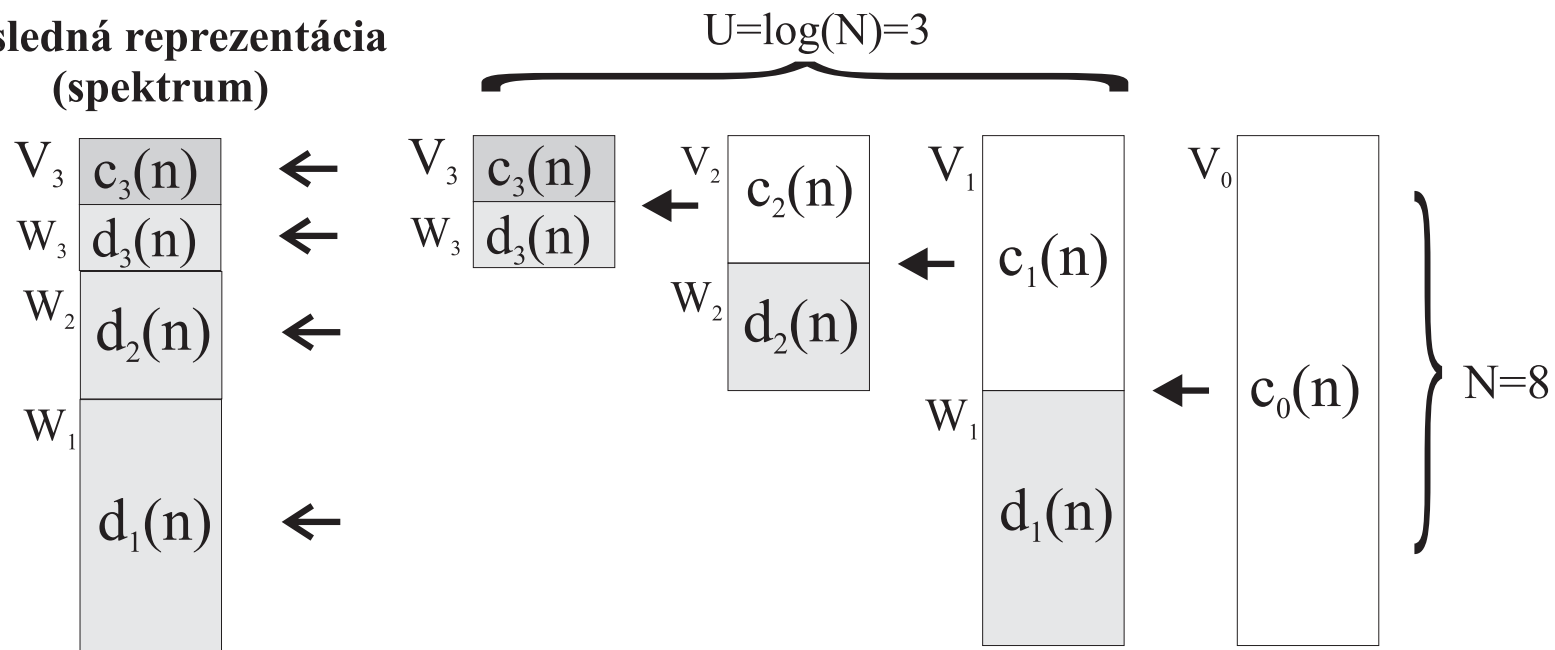 reprezentácia
(spektrum)
U=log(N)=3
V₃ c₃(n)
W₃ d₃(n)
W₂ d₂(n)
W₁ d₁(n)
V₃ c₃(n)
W₃ d₃(n)
V₂ c₂(n)
W₂ d₂(n)
V₁ c₁(n)
W₁ d₁(n)
V₀ c₀(n)
N=8